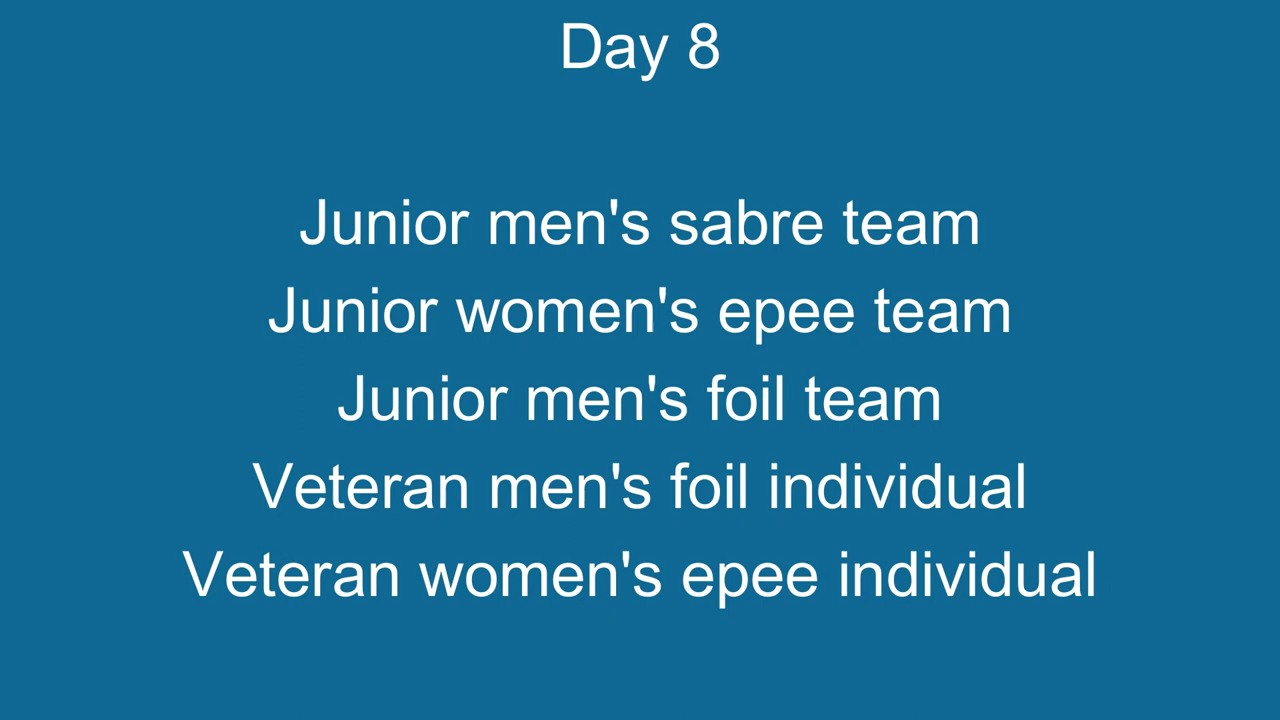 Day 8
Junior men's sabre team
Junior women's epee team
Junior men's foil team
Veteran men's foil individual
Veteran women's epee individual